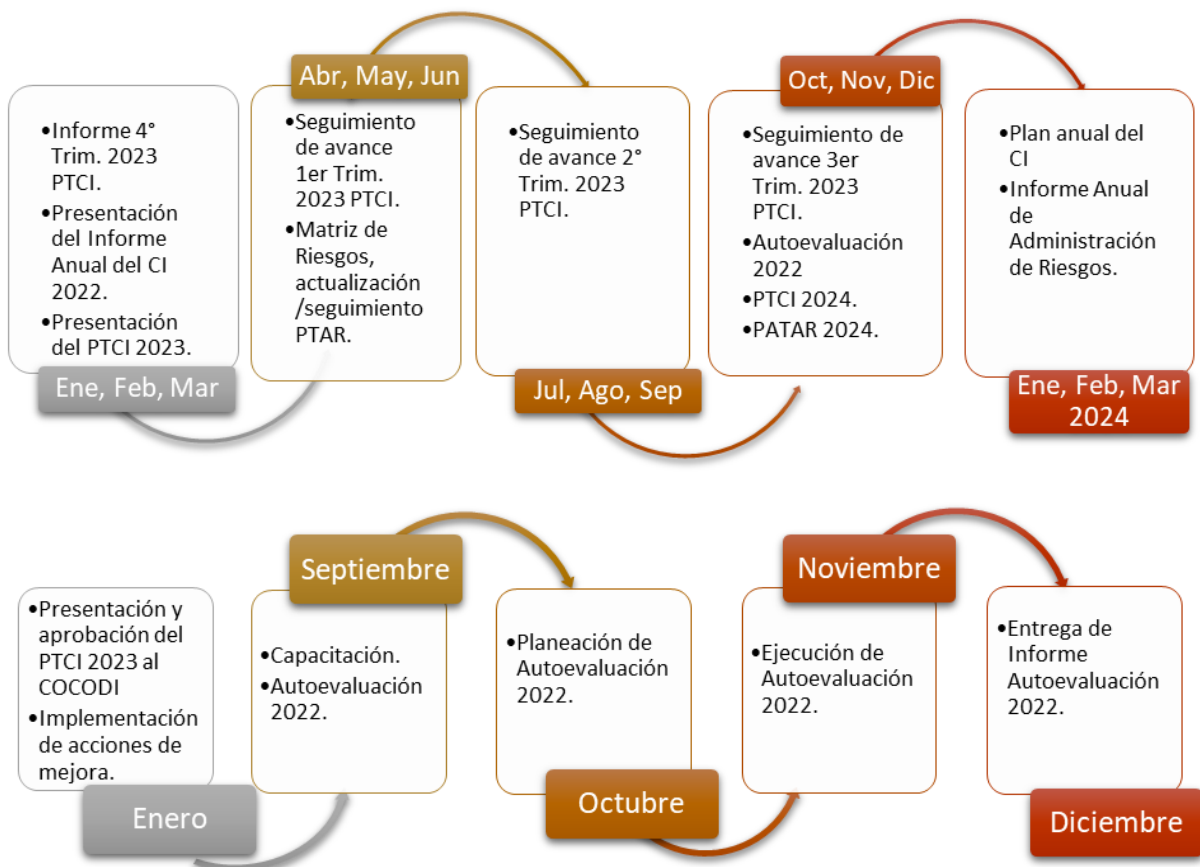 Abr, May, Jun
Oct, Nov, Dic
•Informe 4°
Trim. 2023
PTCI.
•Presentación
del Informe
Anual del CI
2022.
•Presentación
del PTCI 2023.
Ene, Feb, Mar
•Seguimiento
de avance
1er Trim.
2023 PTCI.
•Matriz de
Riesgos,
actualización
/seguimiento
PTAR.
•Seguimiento
de avance 2°
Trim. 2023
PTCI.
Jul, Ago, Sep
•Seguimiento de
avance 3er
Trim. 2023
PTCI.
•Autoevaluación
2022
•PTCI 2024.
•PATAR 2024.
•Plan anual del
CI
•Informe Anual
de
Administración
de Riesgos.
Ene, Feb, Mar
2024
Septiembre
Noviembre
•Presentación y
aprobación del
PTCI 2023 al
COCODI
•Implementación
de acciones de
mejora.
Enero
•Capacitación.
•Autoevaluación
2022.
•Planeación de
Autoevaluación
2022.
Octubre
•Ejecución de
Autoevaluación
2022.
•Entrega de
Informe
Autoevaluación
2022.
Diciembre